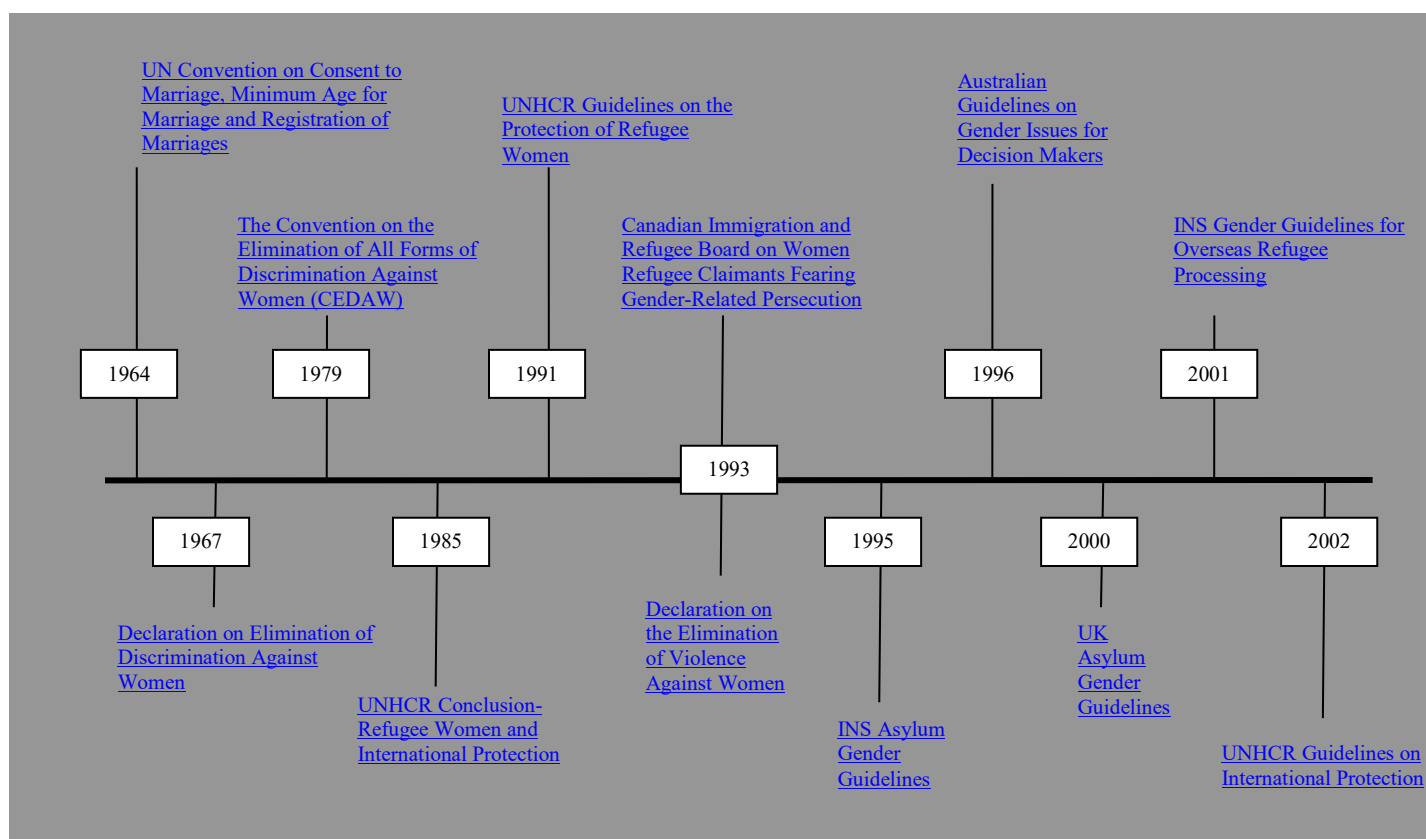 UN Convention on Consent to
Marriage, Minimum Age for
Marriage and Registration of
Marriages
UNHCR Guidelines on the
Protection of Refugee
Women
Australian
Guidelines on
Gender Issues for
Decision Makers
The Convention on the
Elimination of All Forms of
Discrimination Against
Women (CEDAW)
Canadian Immigration and
Refugee Board on Women
Refugee Claimants Fearing
Gender-Related Persecution
INS Gender Guidelines for
Overseas Refugee
Processing
1964
1979
1991
1996
2001
1993
1967
1985
1995
2000
2002
Declaration on Elimination of
Discrimination Against
Women
UNHCR Conclusion-
Refugee Women and
International Protection
Declaration on
the Elimination
of Violence
Against Women
INS Asylum
Gender
Guidelines
UK
Asylum
Gender
Guidelines
UNHCR Guidelines on
International Protection